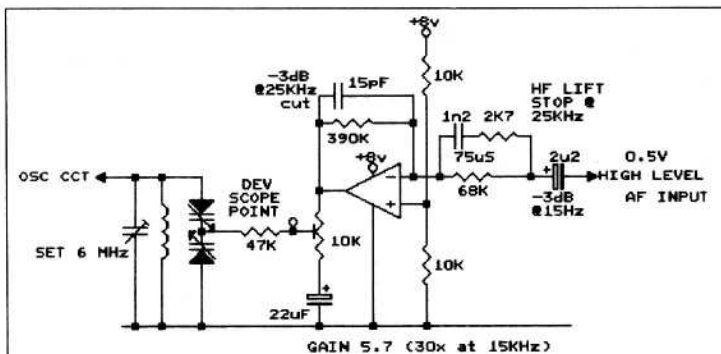 +8v
-3dB
@25KHz
cut
15pF
10K
HF LIFT
STOP @
25KHz
1n2 2K7
390K
75uS
+8v
2u2
0.5V
HIGH LEVEL
AF INPUT
68K
-3dB
@15Hz
OSC CCT
DEV
SCOPE
POINT
-
+
+
SET 6 MHz
47K
10K
10K
+
22uF
GAIN 5.7 (30x at 15KHz)